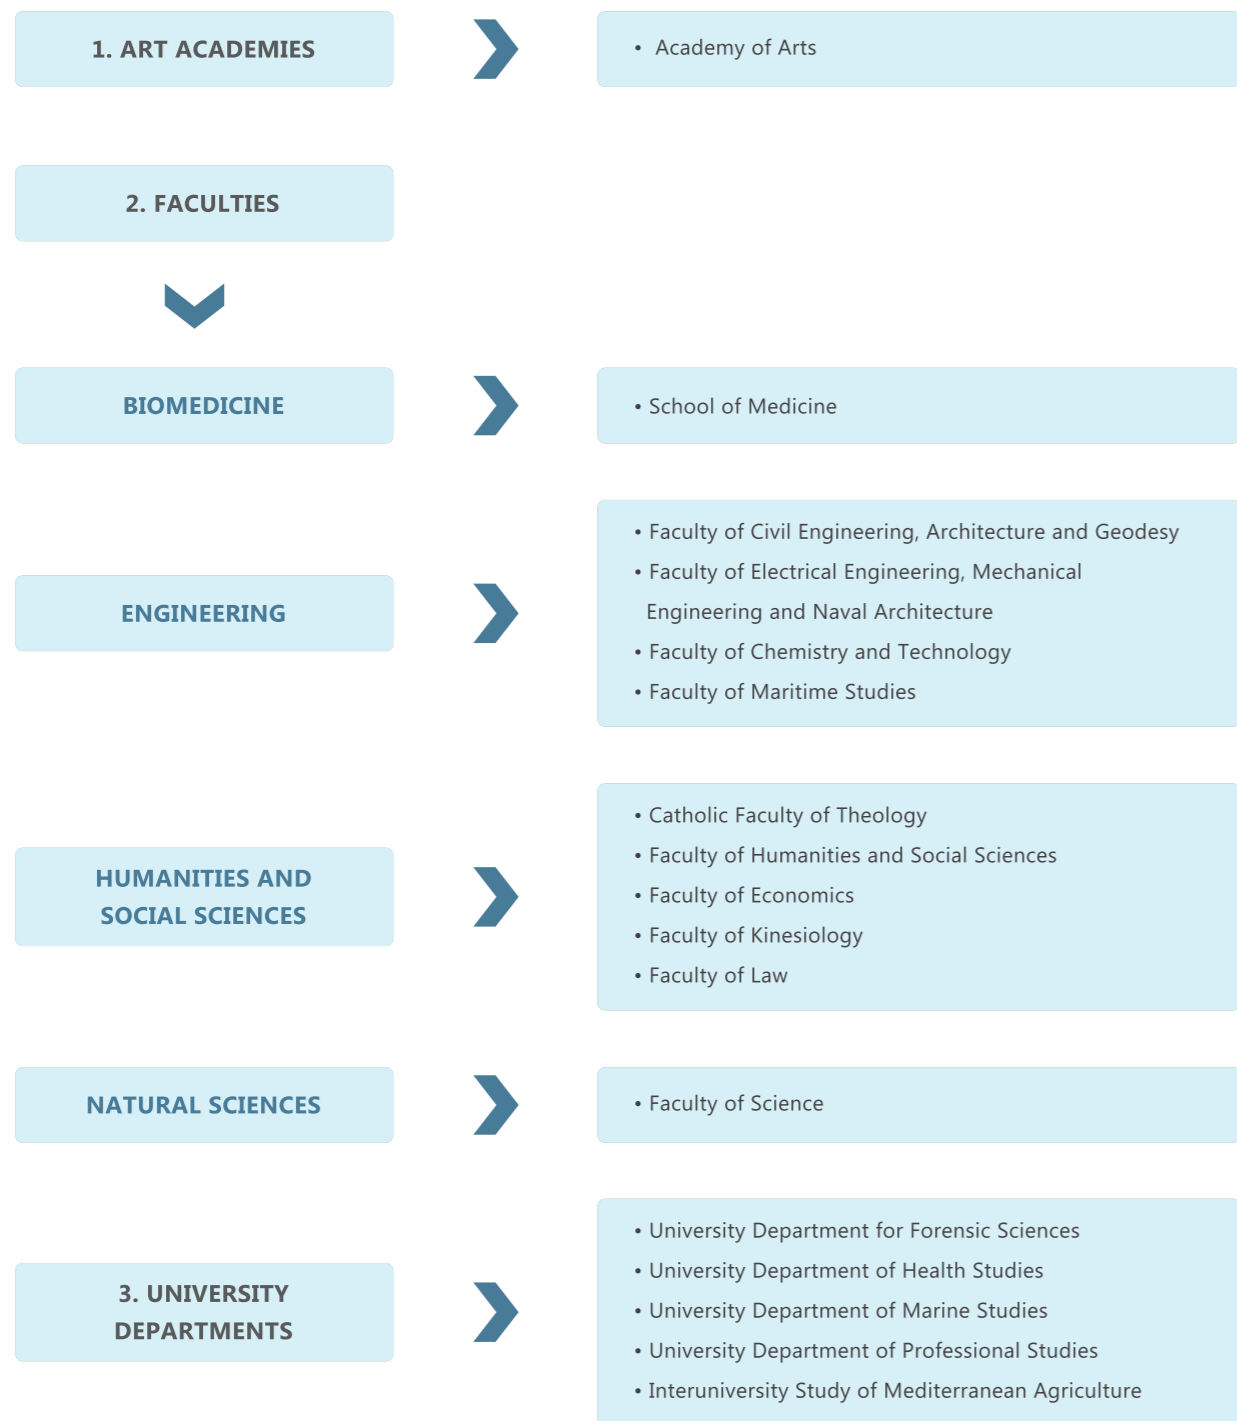 1. ART ACADEMIES
• Academy of Arts
2. FACULTIES
BIOMEDICINE
• School of Medicine
ENGINEERING
• Faculty of Civil Engineering, Architecture and Geodesy
• Faculty of Electrical Engineering, Mechanical
Engineering and Naval Architecture
• Faculty of Chemistry and Technology
• Faculty of Maritime Studies
HUMANITIES AND
SOCIAL SCIENCES
• Catholic Faculty of Theology
• Faculty of Humanities and Social Sciences
• Faculty of Economics
• Faculty of Kinesiology
• Faculty of Law
NATURAL SCIENCES
• Faculty of Science
3. UNIVERSITY
DEPARTMENTS
• University Department for Forensic Sciences
• University Department of Health Studies
• University Department of Marine Studies
• University Department of Professional Studies
• Interuniversity Study of Mediterranean Agriculture